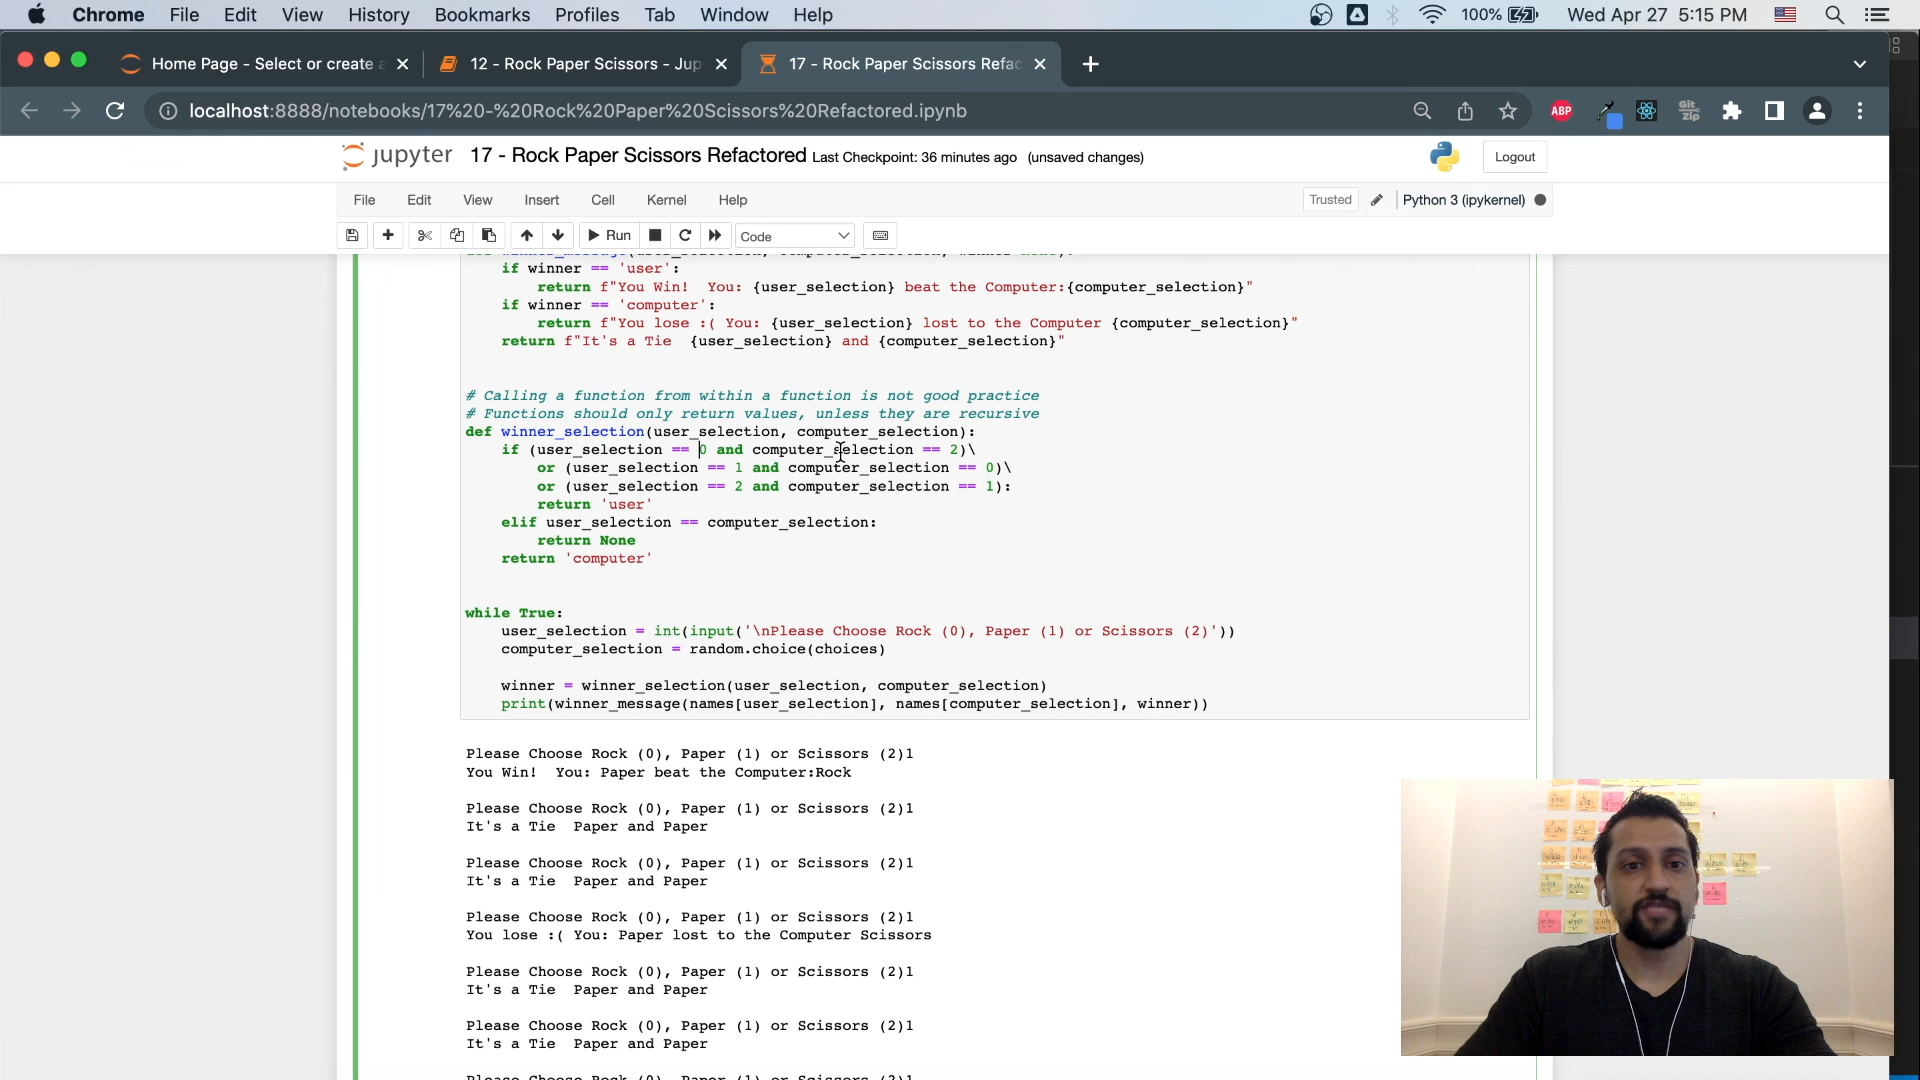 Chrome File Edit View History Bookmarks Profiles Tab Window Help 100% Wed Apr 27 5:15 PM
Home Page - Select or create a 12 - Rock Paper Scissors - Jup 17 - Rock Paper Scissors Refac
localhost:8888/notebooks/17%20-%20Rock%20Paper%20Scissors%20Refactored.ipynb ABP Git Zip
jupyter 17 - Rock Paper Scissors Refactored Last Checkpoint: 36 minutes ago (unsaved changes) Logout
File Edit View Insert Cell Kernel Help Trusted Python 3 (ipykernel)
Run Code
if winner == 'user':
return f"You Win!  You: {user_selection} beat the Computer:{computer_selection}"
if winner == 'computer':
return f"You lose :( You: {user_selection} lost to the Computer {computer_selection}"
return f"It's a Tie  {user_selection} and {computer_selection}"
# Calling a function from within a function is not good practice
# Functions should only return values, unless they are recursive
def winner_selection(user_selection, computer_selection):
if (user_selection == 0 and computer_selection == 2)\
or (user_selection == 1 and computer_selection == 0)\
or (user_selection == 2 and computer_selection == 1):
return 'user'
elif user_selection == computer_selection:
return None
return 'computer'
while True:
user_selection = int(input('\nPlease Choose Rock (0), Paper (1) or Scissors (2)'))
computer_selection = random.choice(choices)
winner = winner_selection(user_selection, computer_selection)
print(winner_message(names[user_selection], names[computer_selection], winner))
Please Choose Rock (0), Paper (1) or Scissors (2)1
You Win!  You: Paper beat the Computer:Rock
Please Choose Rock (0), Paper (1) or Scissors (2)1
It's a Tie  Paper and Paper
Please Choose Rock (0), Paper (1) or Scissors (2)1
It's a Tie  Paper and Paper
Please Choose Rock (0), Paper (1) or Scissors (2)1
You lose :( You: Paper lost to the Computer Scissors
Please Choose Rock (0), Paper (1) or Scissors (2)1
It's a Tie  Paper and Paper
Please Choose Rock (0), Paper (1) or Scissors (2)1
It's a Tie  Paper and Paper